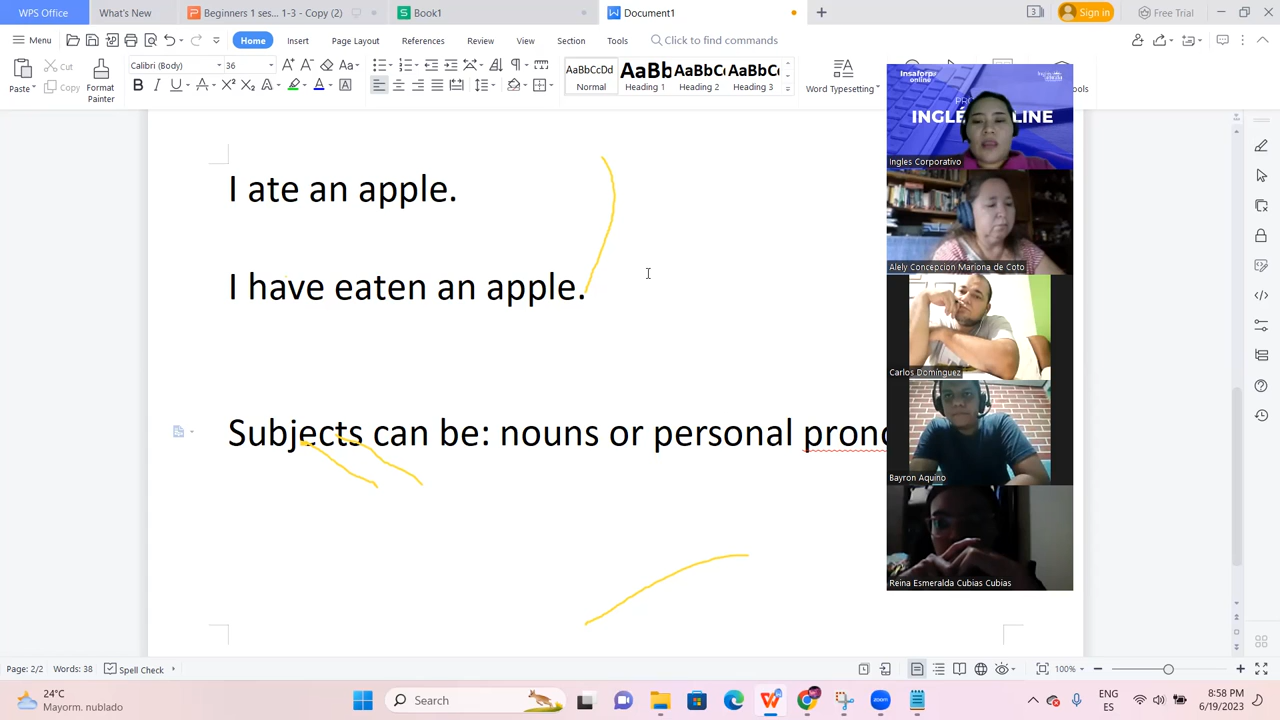 WPS Office What's New Beginners 1 ses... 1-3 - Copy (2) Book1 Document1 Sign in Free Trial
Menu Home Insert Page Layout References Review View Section Tools Click to find commands
Paste Cut Copy Format Painter Calibri (Body) 36 AaBbCcDd Normal AaBb Heading 1 AaBbC Heading 2 AaBbC Heading 3 Word Typesetting
Insaforp online
INGLÉ LINE
Ingles Corporativo
I ate an apple.
Alely Concepcion Mariona de Coto
I have eaten an apple.
Carlos Domínguez
Subjects can be: nouns or personal
Bayron Aquino
Reina Esmeralda Cubias Cubias
Page: 2/2 Words: 38 Spell Check 100%
24°C
Mayorm. nublado
Search
zoom
ENG
ES
8:58 PM
6/19/2023